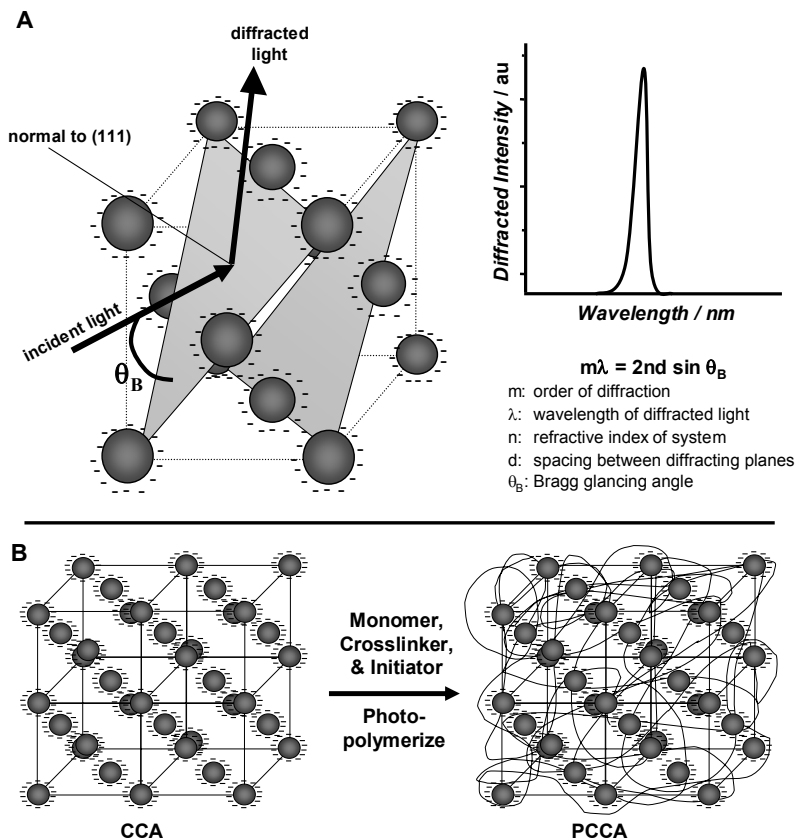 A
diffracted
light
normal to (111)
incident light
θB
Diffracted Intensity / au
Wavelength / nm
mλ = 2nd sin θB
m: order of diffraction
λ: wavelength of diffracted light
n: refractive index of system
d: spacing between diffracting planes
θB: Bragg glancing angle
B
Monomer,
Crosslinker,
& Initiator
Photo-
polymerize
CCA
PCCA